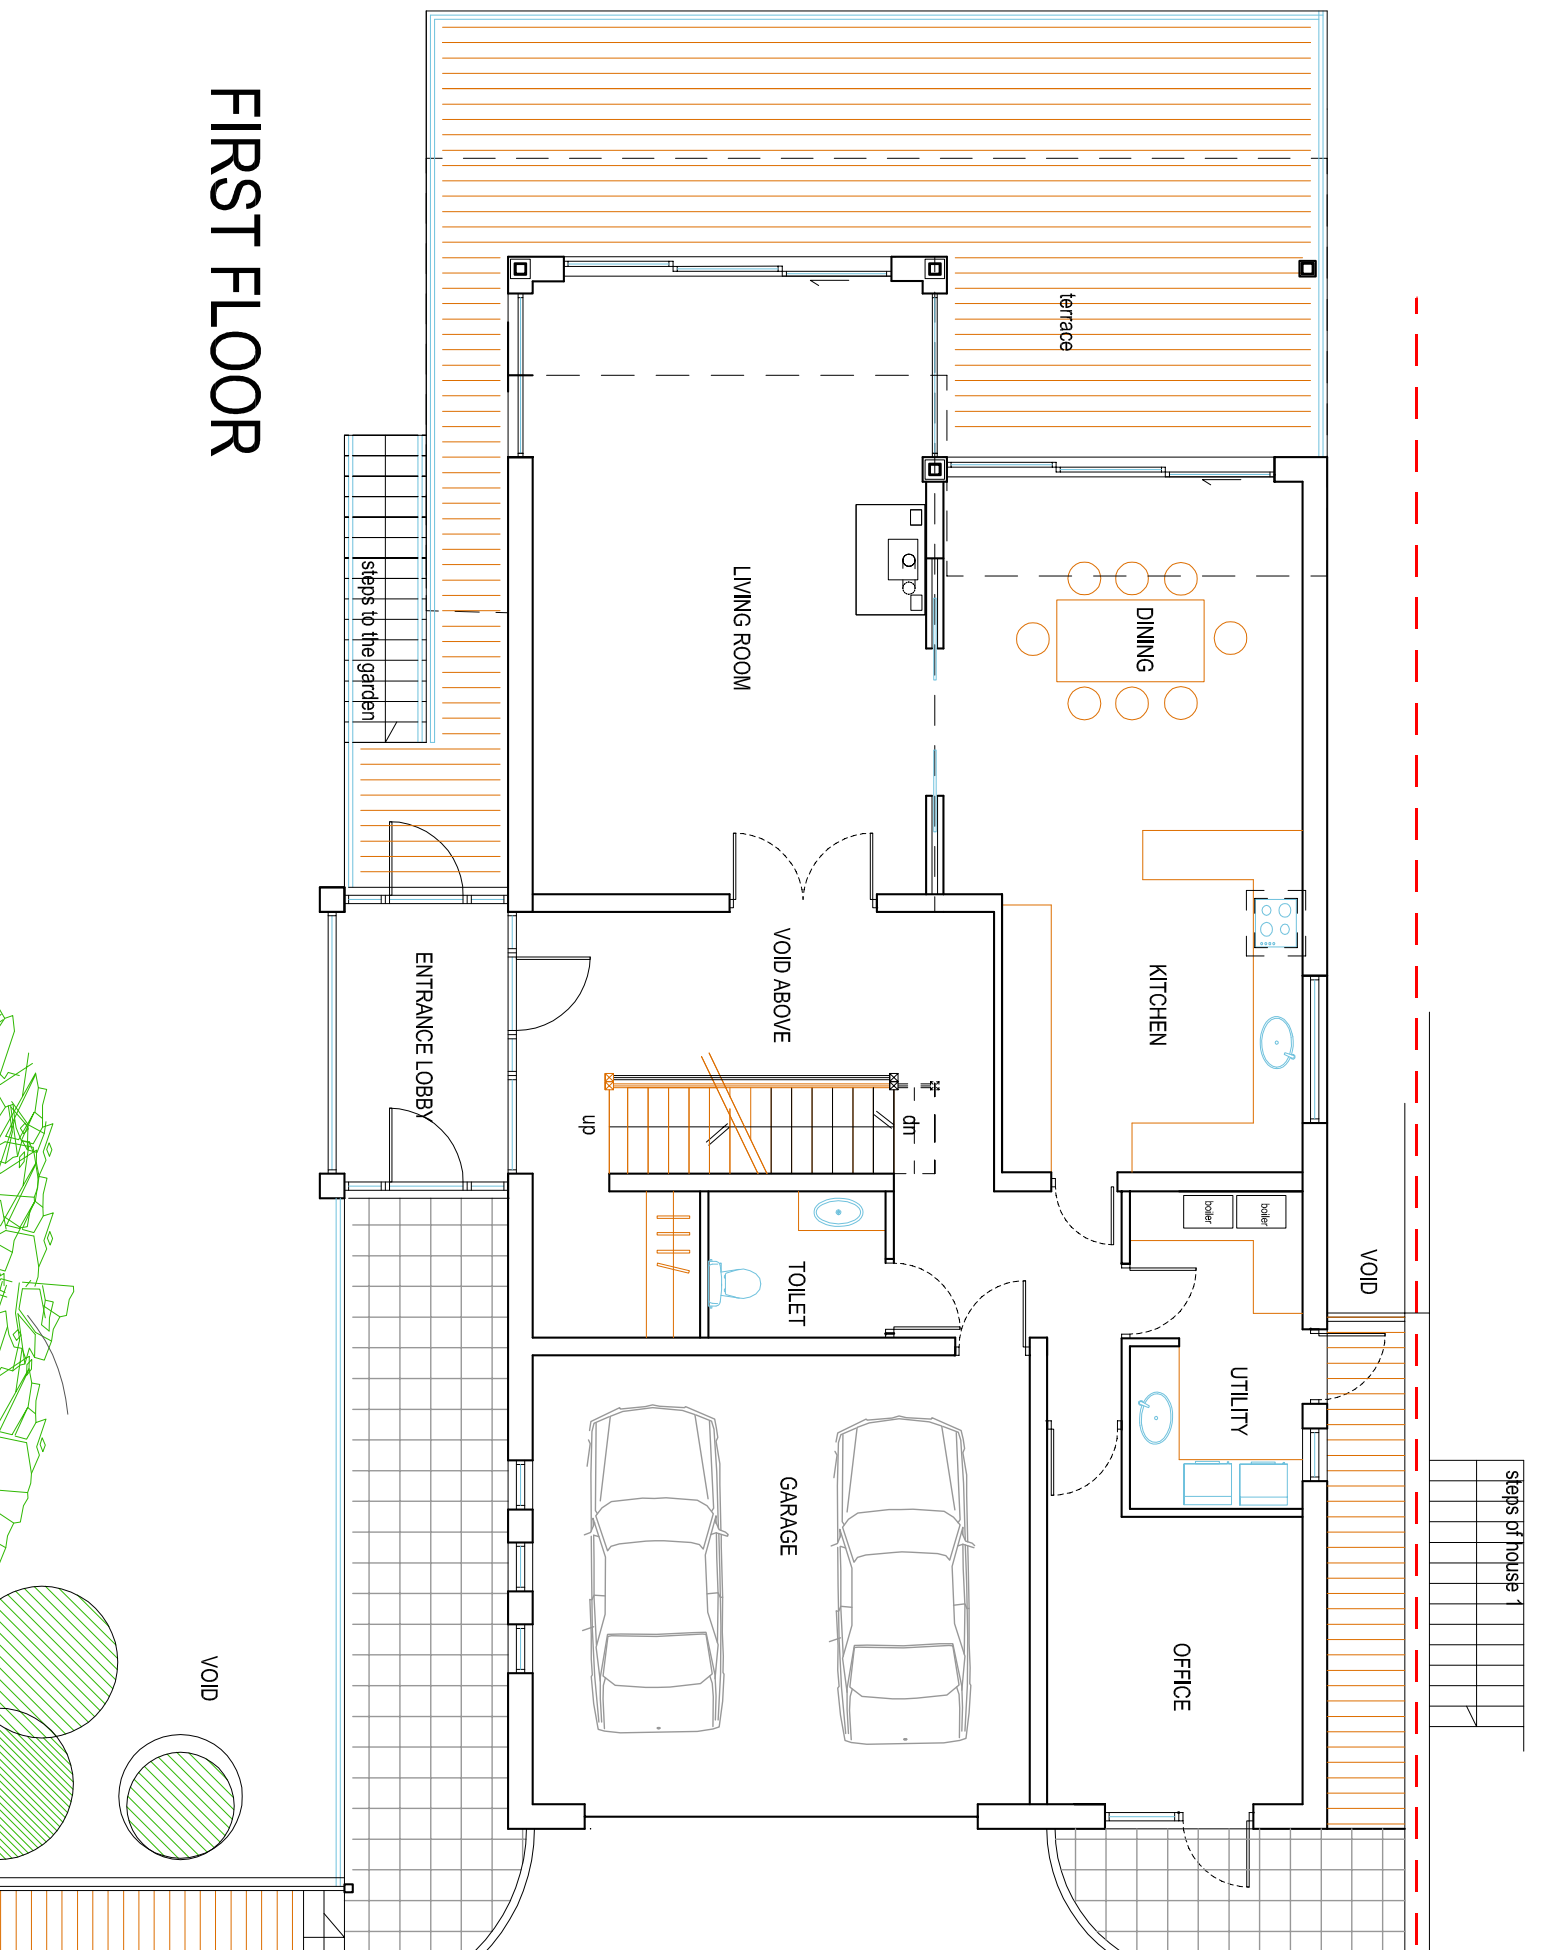 FIRST FLOOR
terrace
steps to the garden
LIVING ROOM
DINING
KITCHEN
VOID ABOVE
ENTRANCE LOBBY
up
dn
boiler
boiler
VOID
TOILET
UTILITY
GARAGE
OFFICE
steps of house 1
VOID